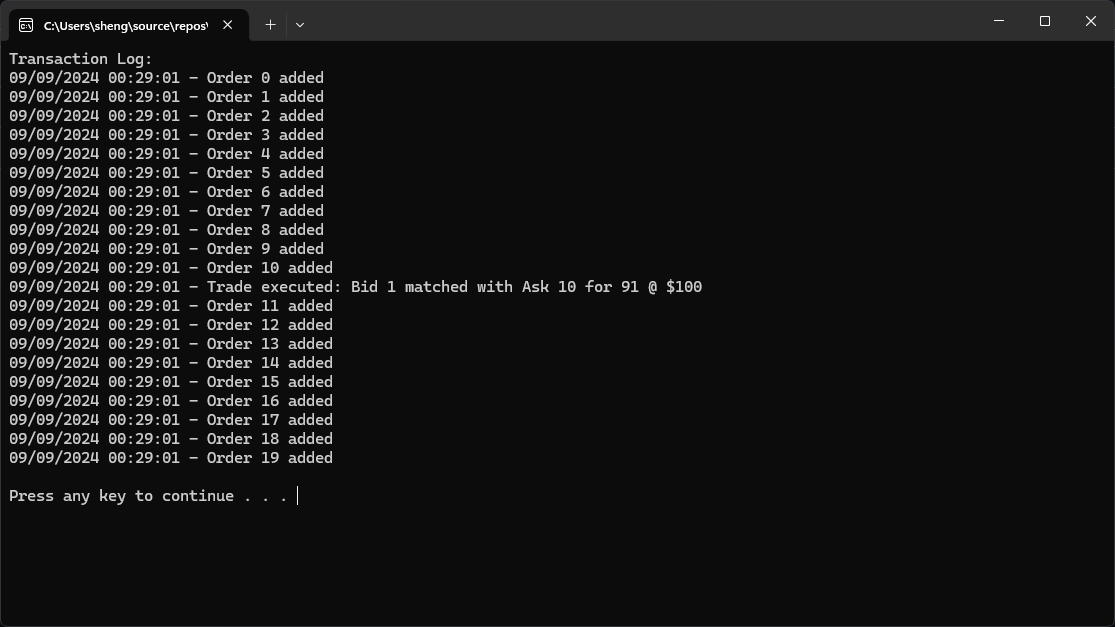 C:\Users\sheng\source\repos\
Transaction Log:
09/09/2024 00:29:01 - Order 0 added
09/09/2024 00:29:01 - Order 1 added
09/09/2024 00:29:01 - Order 2 added
09/09/2024 00:29:01 - Order 3 added
09/09/2024 00:29:01 - Order 4 added
09/09/2024 00:29:01 - Order 5 added
09/09/2024 00:29:01 - Order 6 added
09/09/2024 00:29:01 - Order 7 added
09/09/2024 00:29:01 - Order 8 added
09/09/2024 00:29:01 - Order 9 added
09/09/2024 00:29:01 - Order 10 added
09/09/2024 00:29:01 - Trade executed: Bid 1 matched with Ask 10 for 91 @ $100
09/09/2024 00:29:01 - Order 11 added
09/09/2024 00:29:01 - Order 12 added
09/09/2024 00:29:01 - Order 13 added
09/09/2024 00:29:01 - Order 14 added
09/09/2024 00:29:01 - Order 15 added
09/09/2024 00:29:01 - Order 16 added
09/09/2024 00:29:01 - Order 17 added
09/09/2024 00:29:01 - Order 18 added
09/09/2024 00:29:01 - Order 19 added
Press any key to continue . . .